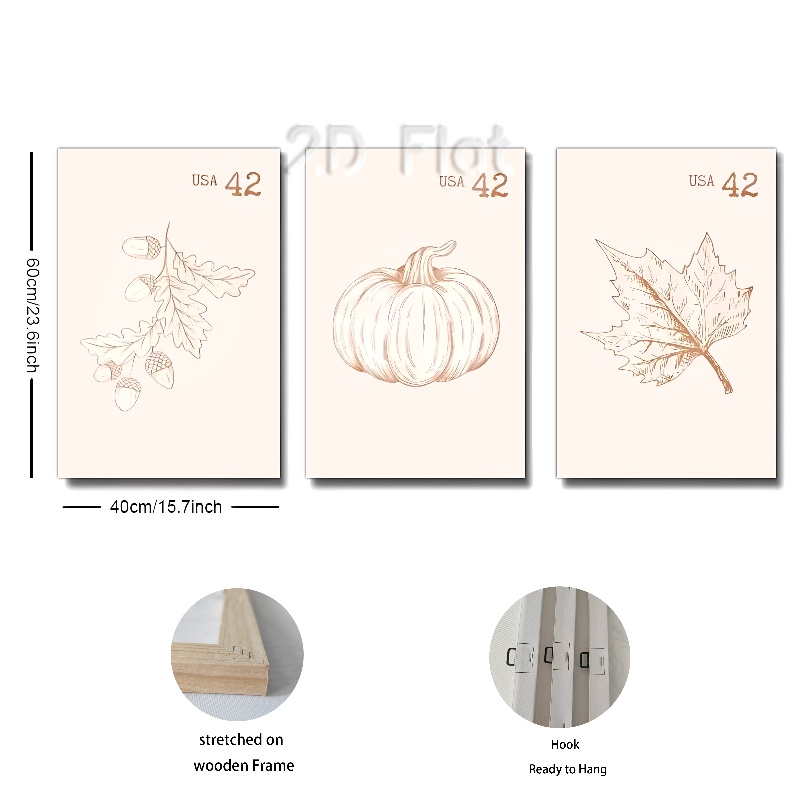 2D Flat
USA 42
USA 42
USA 42
60cm/23.6inch
40cm/15.7inch
stretched on
wooden Frame
Hook
Ready to Hang